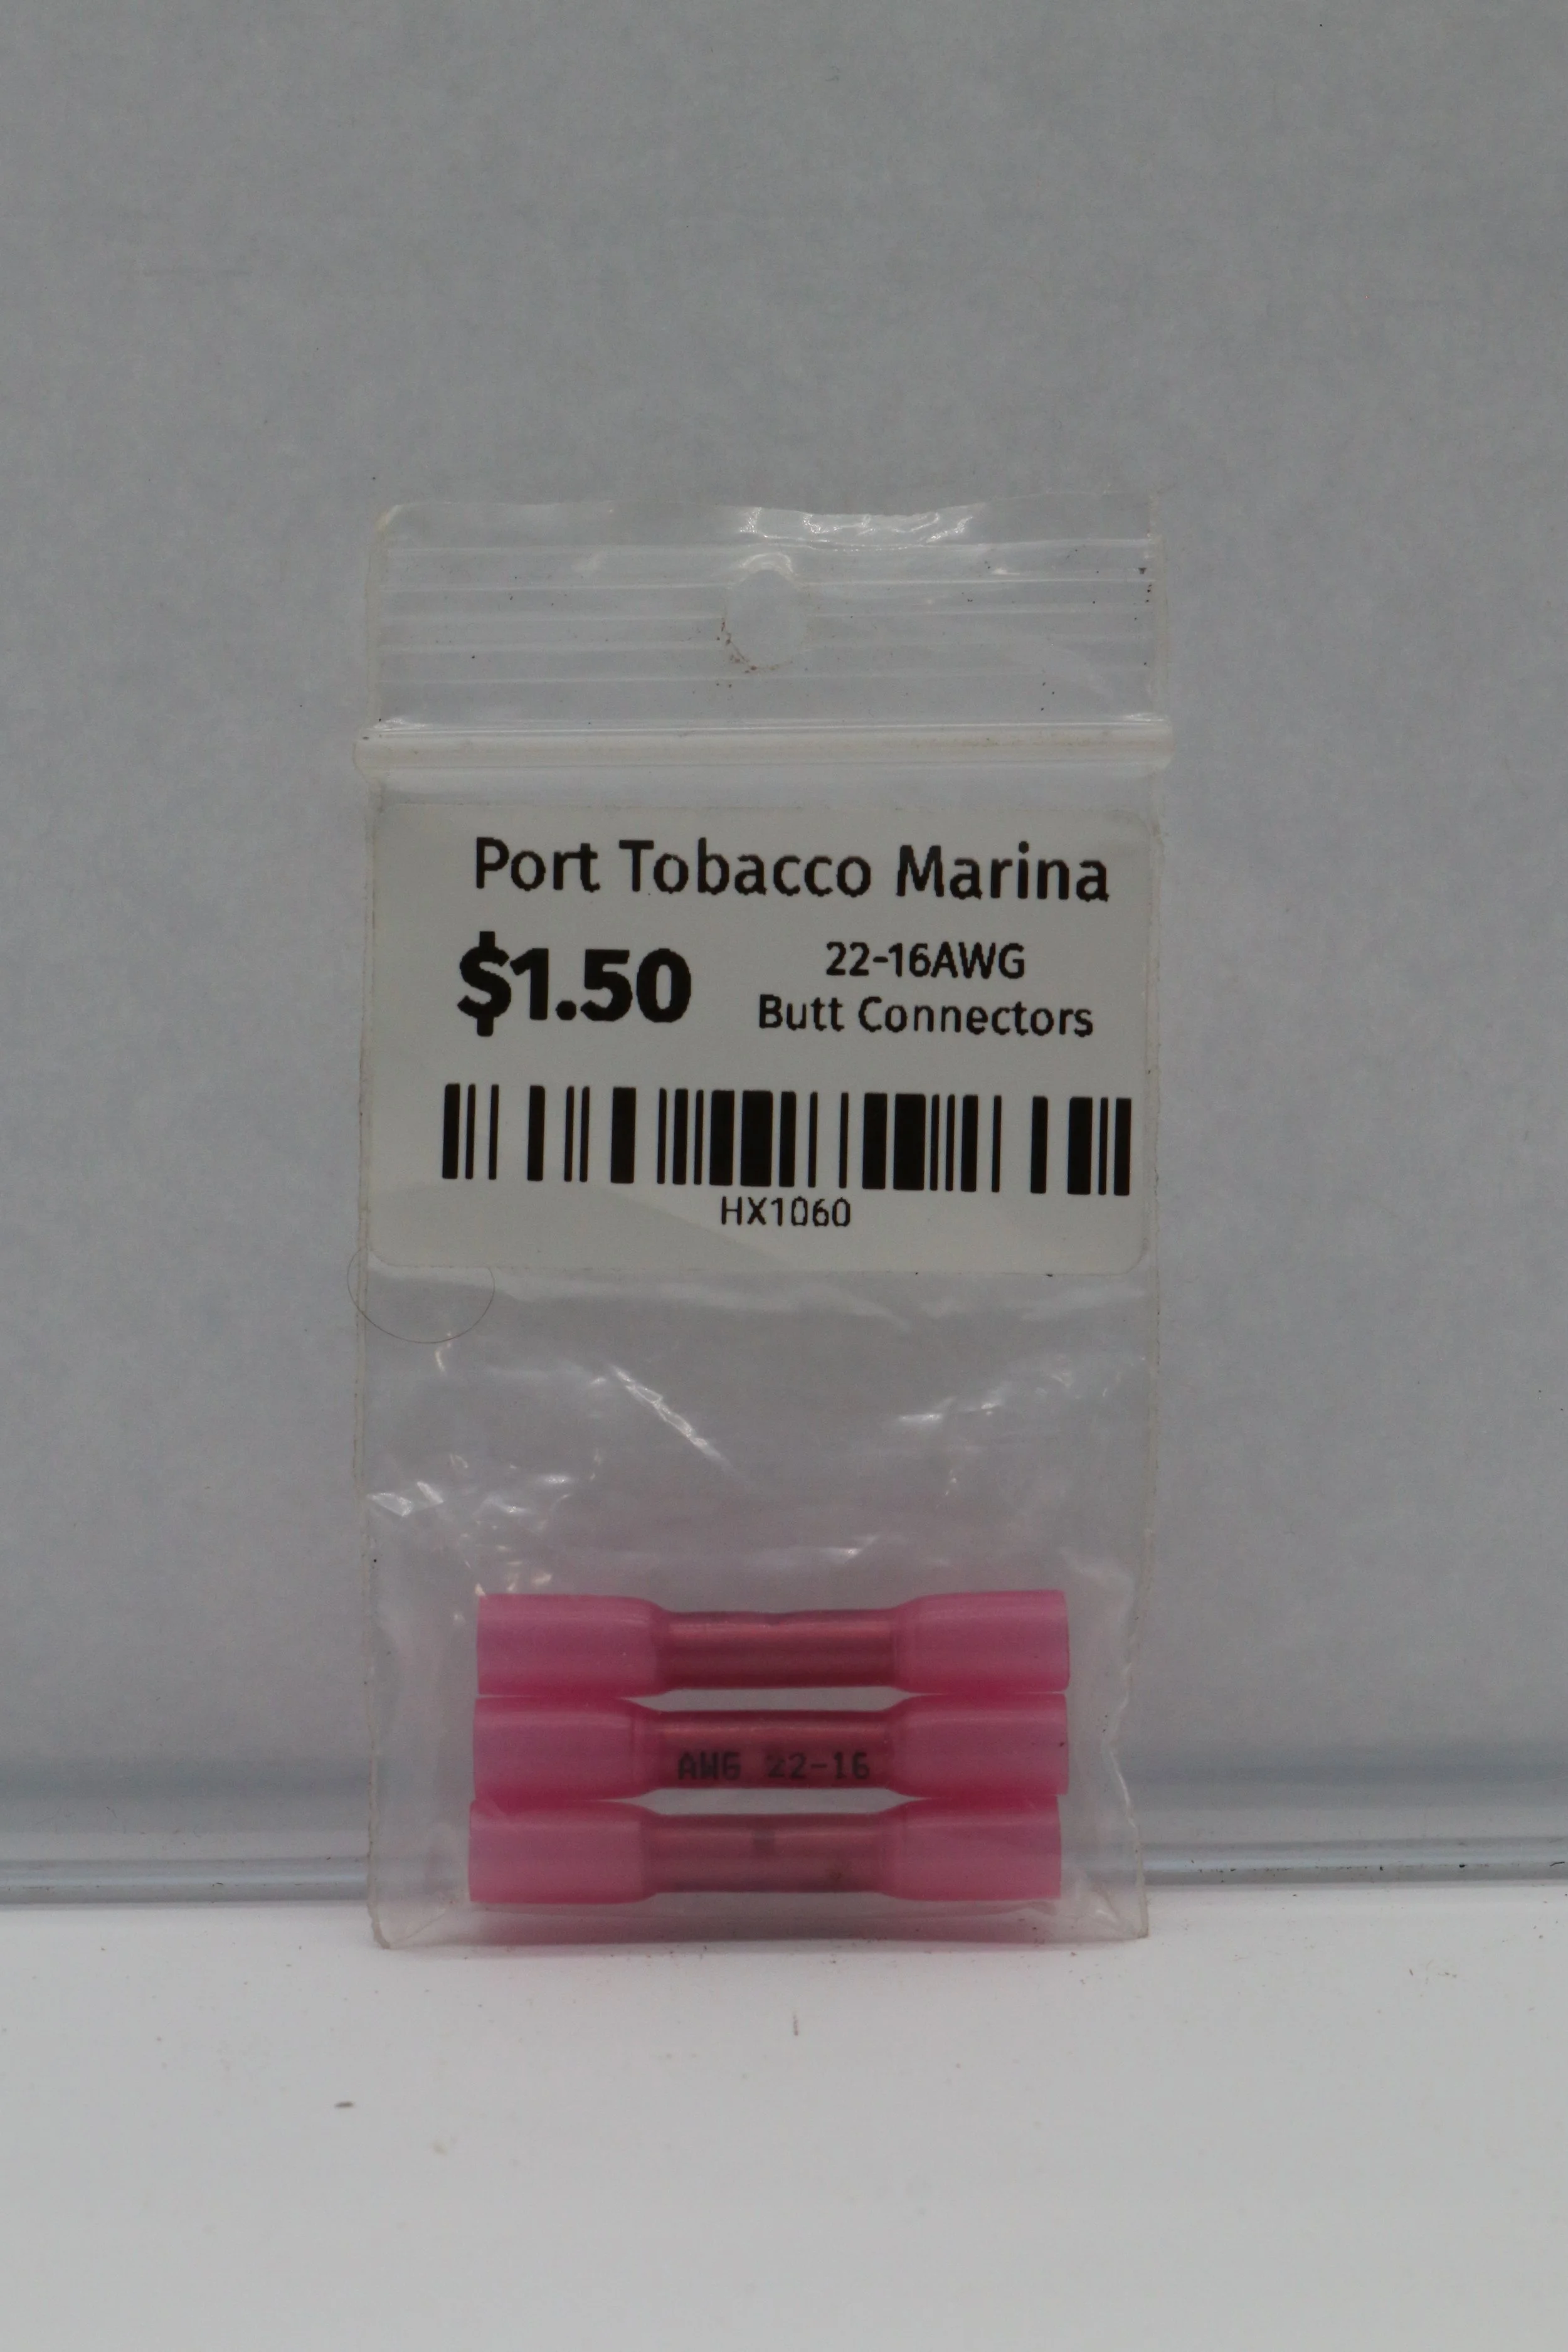 Port Tobacco Marina
$1.50
22-16AWG
Butt Connectors
HX1060
AWG 22-16